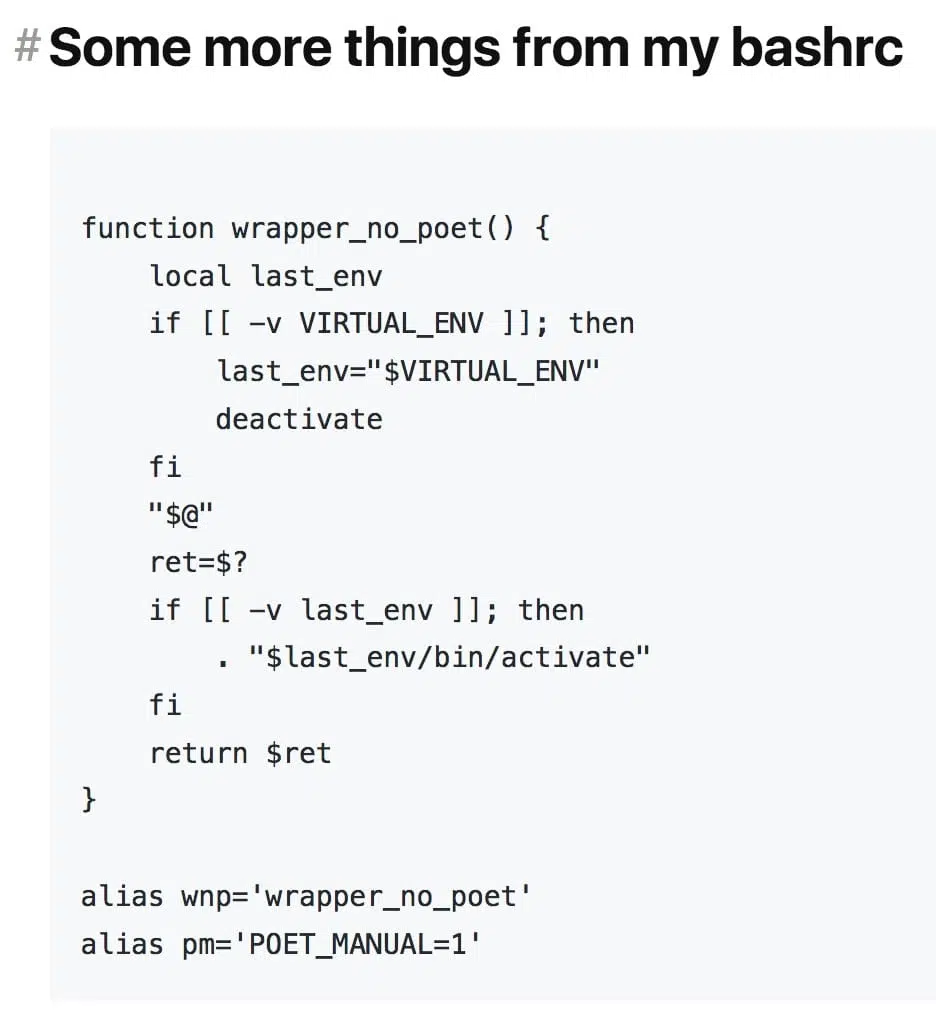 # Some more things from my bashrc
function wrapper_no_poet() {
    local last_env
    if [[ -v VIRTUAL_ENV ]]; then
        last_env="$VIRTUAL_ENV"
        deactivate
    fi
    "$@"
    ret=$?
    if [[ -v last_env ]]; then
        . "$last_env/bin/activate"
    fi
    return $ret
}
alias wnp='wrapper_no_poet'
alias pm='POET_MANUAL=1'